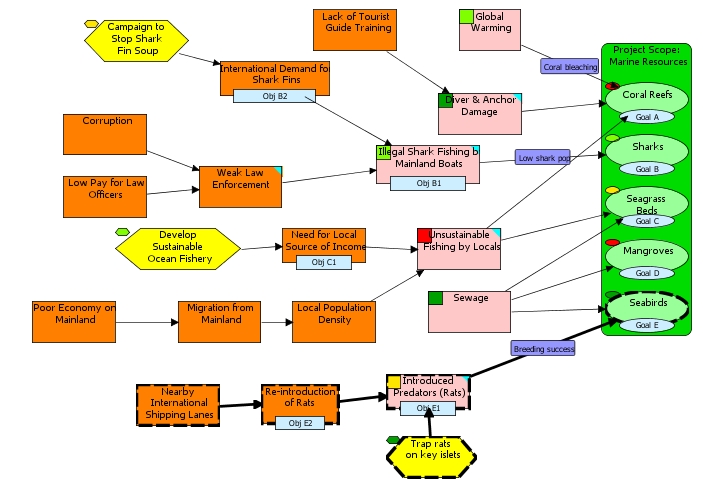 Campaign to
Stop Shark
Fin Soup
Lack of Tourist
Guide Training
Global
Warming
Project Scope:
Marine Resources
International Demand for
Shark Fins
Obj B2
Coral bleaching
Diver & Anchor
Damage
Coral Reefs
Goal A
Corruption
Illegal Shark Fishing b
Mainland Boats
Obj B1
Low shark pop
Sharks
Goal B
Weak Law
Enforcement
Low Pay for Law
Officers
Seagrass
Beds
Goal C
Develop
Sustainable
Ocean Fishery
Need for Local
Source of Income
Obj C1
Unsustainable
Fishing by Locals
Mangroves
Goal D
Sewage
Poor Economy on
Mainland
Migration from
Mainland
Local Population
Density
Seabirds
Goal E
Breeding success
Nearby
International
Shipping Lanes
Re-introduction
of Rats
Obj E2
Introduced
Predators (Rats)
Obj E1
Trap rats
on key islets